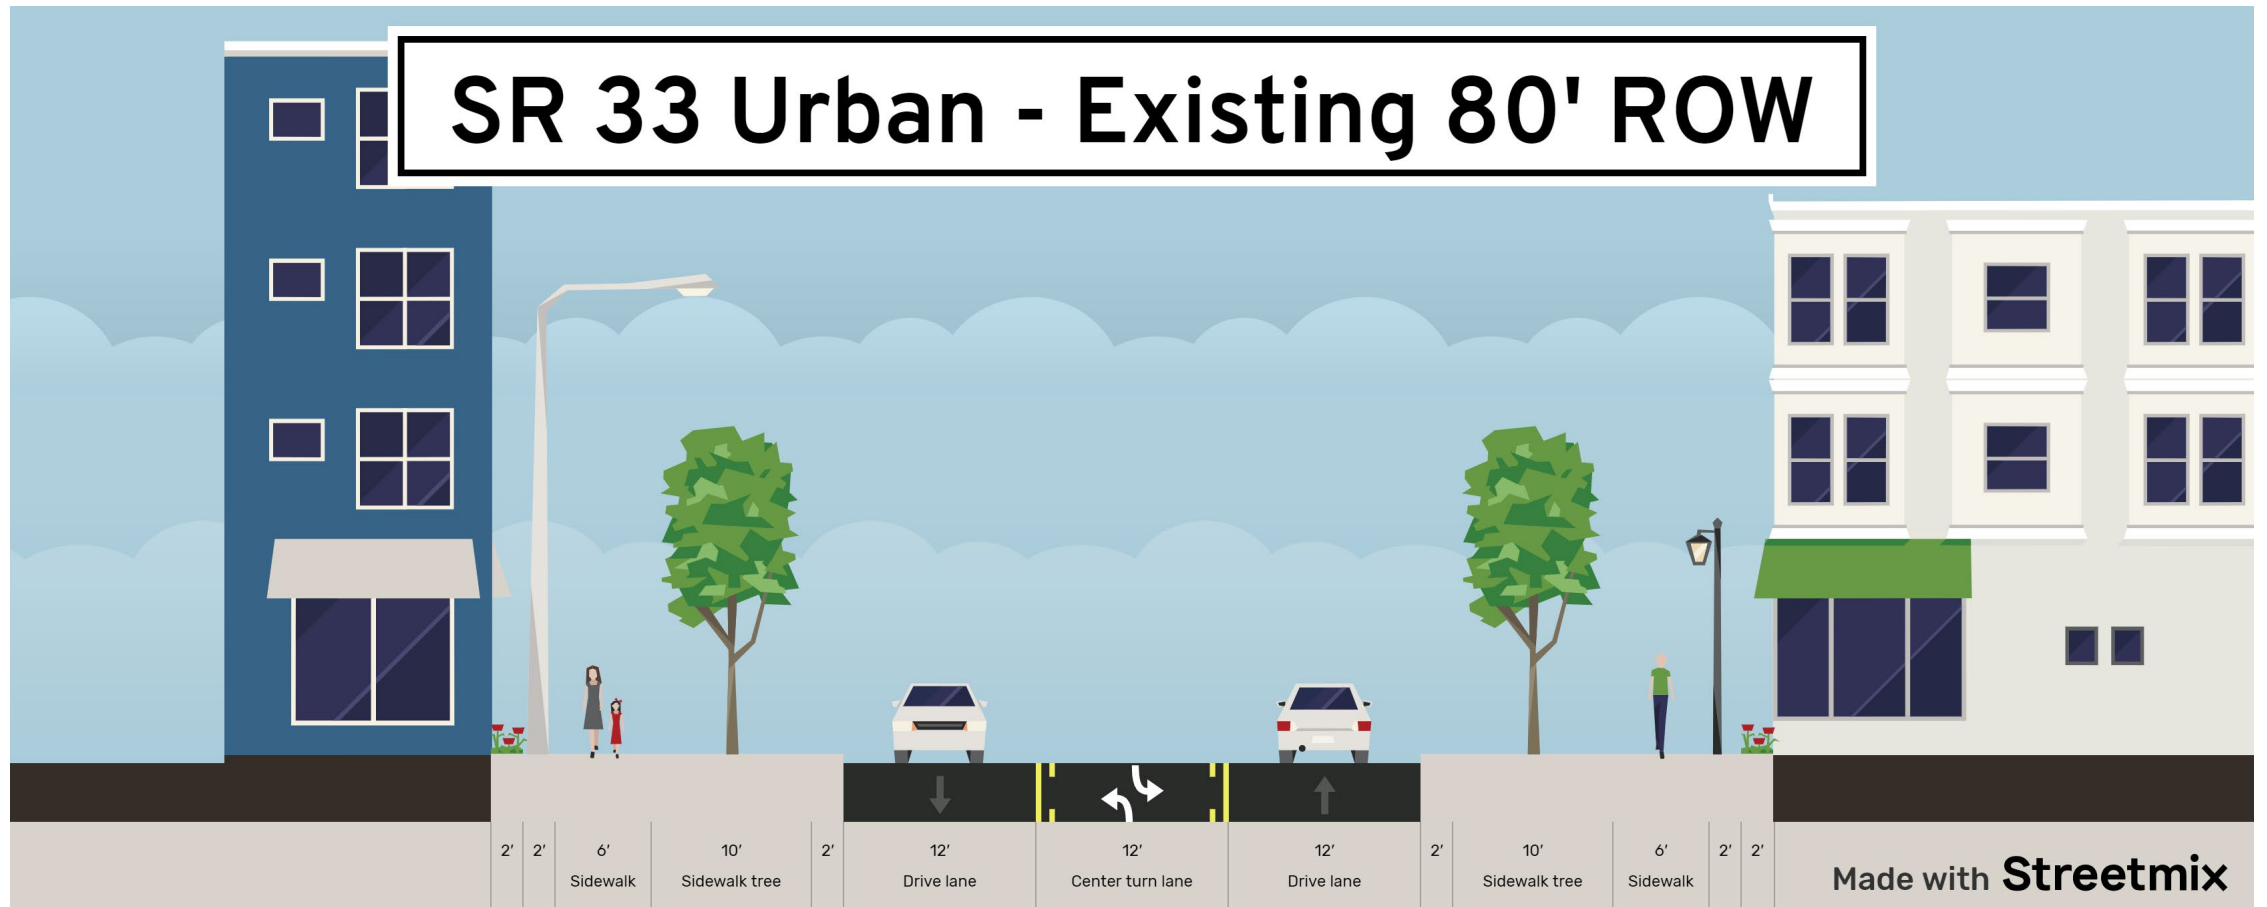 SR 33 Urban - Existing 80' ROW
2' 2' 6' 10' 2' 12' 12' 12' 2' 10' 6' 2' 2'
Sidewalk Sidewalk tree Drive lane Center turn lane Drive lane Sidewalk tree Sidewalk
Made with Streetmix